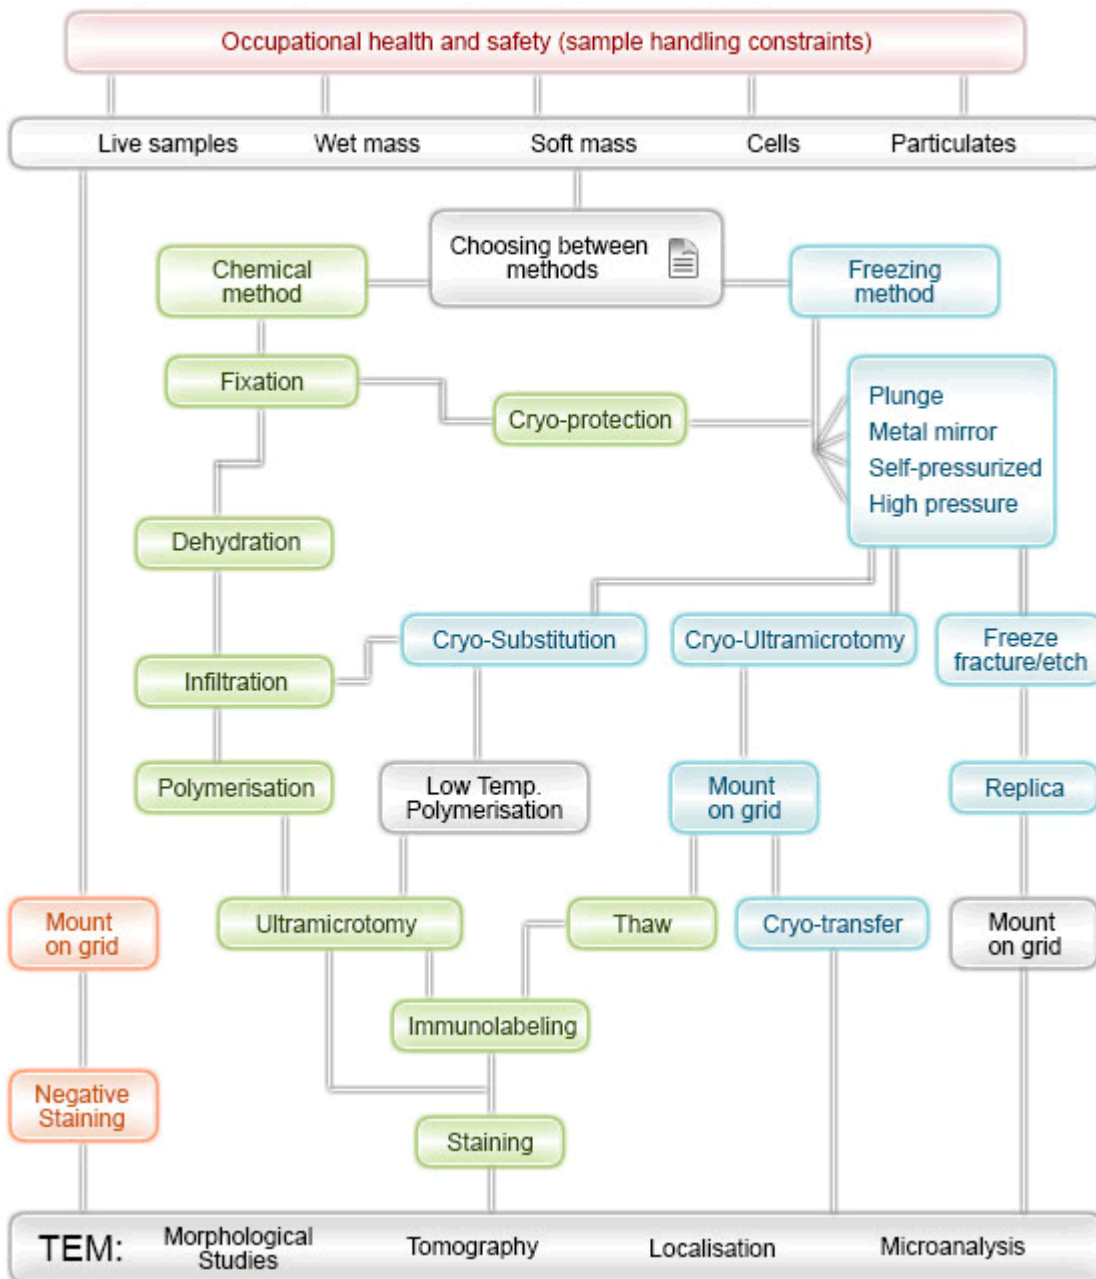 Occupational health and safety (sample handling constraints)
Live samples
Wet mass
Soft mass
Cells
Particulates
Choosing between
methods
Chemical
method
Freezing
method
Fixation
Cryo-protection
Plunge
Metal mirror
Self-pressurized
High pressure
Dehydration
Cryo-Substitution
Cryo-Ultramicrotomy
Freeze
fracture/etch
Infiltration
Polymerisation
Low Temp.
Polymerisation
Mount
on grid
Replica
Mount
on grid
Ultramicrotomy
Thaw
Cryo-transfer
Mount
on grid
Immunolabeling
Negative
Staining
Staining
TEM:
Morphological
Studies
Tomography
Localisation
Microanalysis